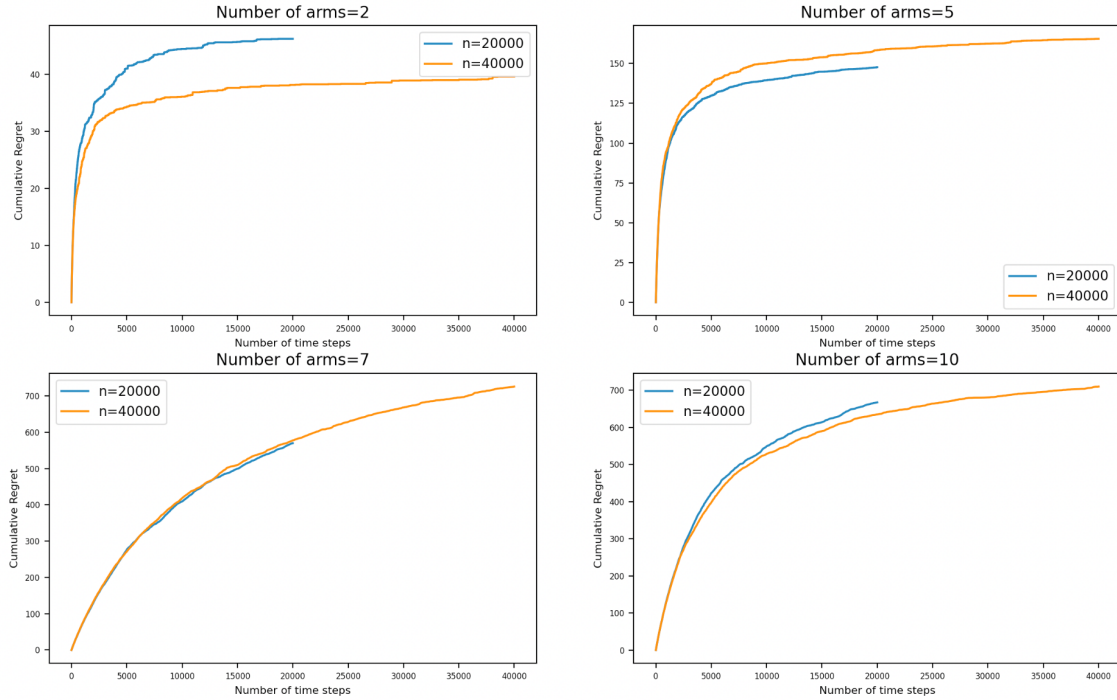 Number of arms=2
Cumulative Regret
40
30
20
10
0
n=20000
n=40000
0 5000 10000 15000 20000 25000 30000 35000 40000
Number of time steps
Number of arms=5
Cumulative Regret
150
125
100
75
50
25
0
n=20000
n=40000
0 5000 10000 15000 20000 25000 30000 35000 40000
Number of time steps
Number of arms=7
Cumulative Regret
700
600
500
400
300
200
100
0
n=20000
n=40000
0 5000 10000 15000 20000 25000 30000 35000 40000
Number of time steps
Number of arms=10
Cumulative Regret
700
600
500
400
300
200
100
0
n=20000
n=40000
0 5000 10000 15000 20000 25000 30000 35000 40000
Number of time steps